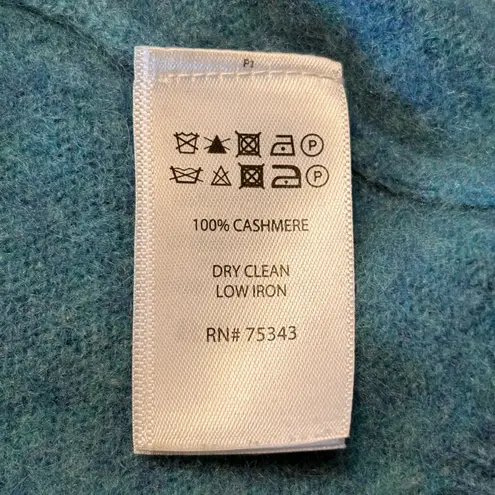 P
P
100% CASHMERE
DRY CLEAN
LOW IRON
RN# 75343